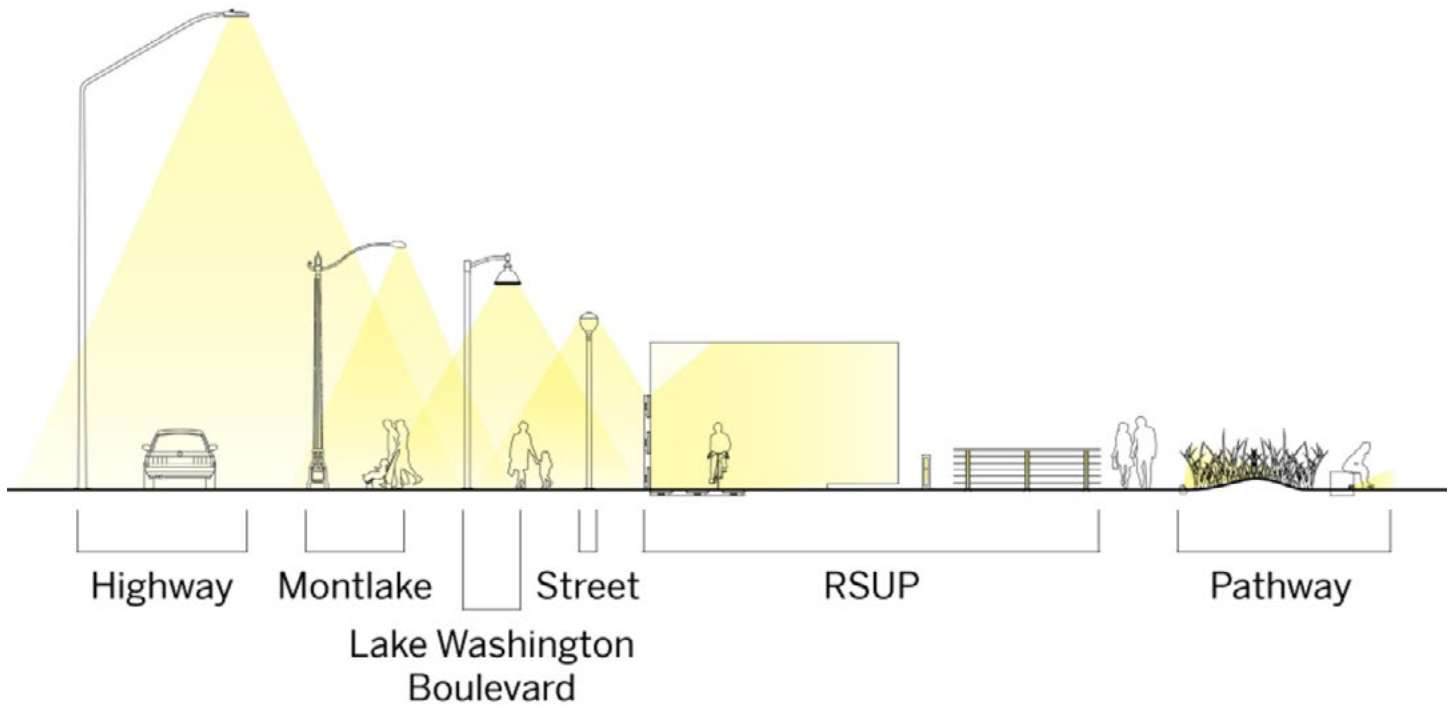 Highway
Montlake
Lake Washington
Boulevard
Street
RSUP
Pathway